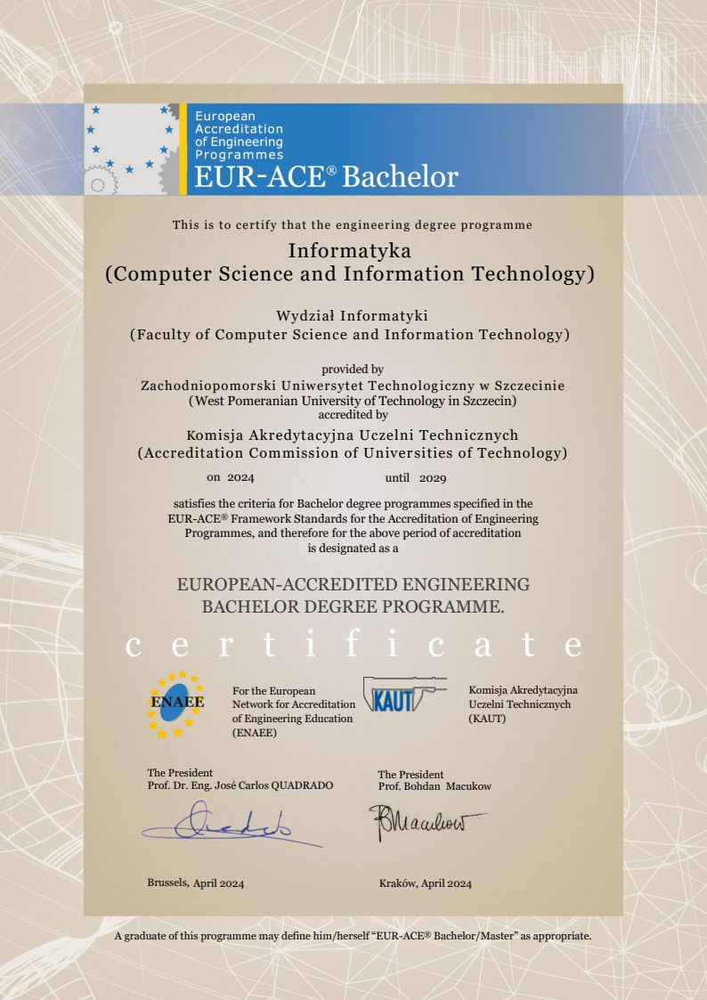 European
Accreditation
of Engineering
Programmes
EUR-ACE® Bachelor
This is to certify that the engineering degree programme
Informatyka
(Computer Science and Information Technology)
Wydział Informatyki
(Faculty of Computer Science and Information Technology)
provided by
Zachodniopomorski Uniwersytet Technologiczny w Szczecinie
(West Pomeranian University of Technology in Szczecin)
accredited by
Komisja Akredytacyjna Uczelni Technicznych
(Accreditation Commission of Universities of Technology)
on 2024 until 2029
satisfies the criteria for Bachelor degree programmes specified in the
EUR-ACE® Framework Standards for the Accreditation of Engineering
Programmes, and therefore for the above period of accreditation
is designated as a
EUROPEAN-ACCREDITED ENGINEERING
BACHELOR DEGREE PROGRAMME.
certificate
ENAEE
For the European
Network for Accreditation
of Engineering Education
(ENAEE)
KAUT
Komisja Akredytacyjna
Uczelni Technicznych
(KAUT)
The President
Prof. Dr. Eng. José Carlos QUADRADO
The President
Prof. Bohdan Macukow
Quadrado
BMacukow
Brussels, April 2024
Kraków, April 2024
A graduate of this programme may define him/herself “EUR-ACE® Bachelor/Master” as appropriate.